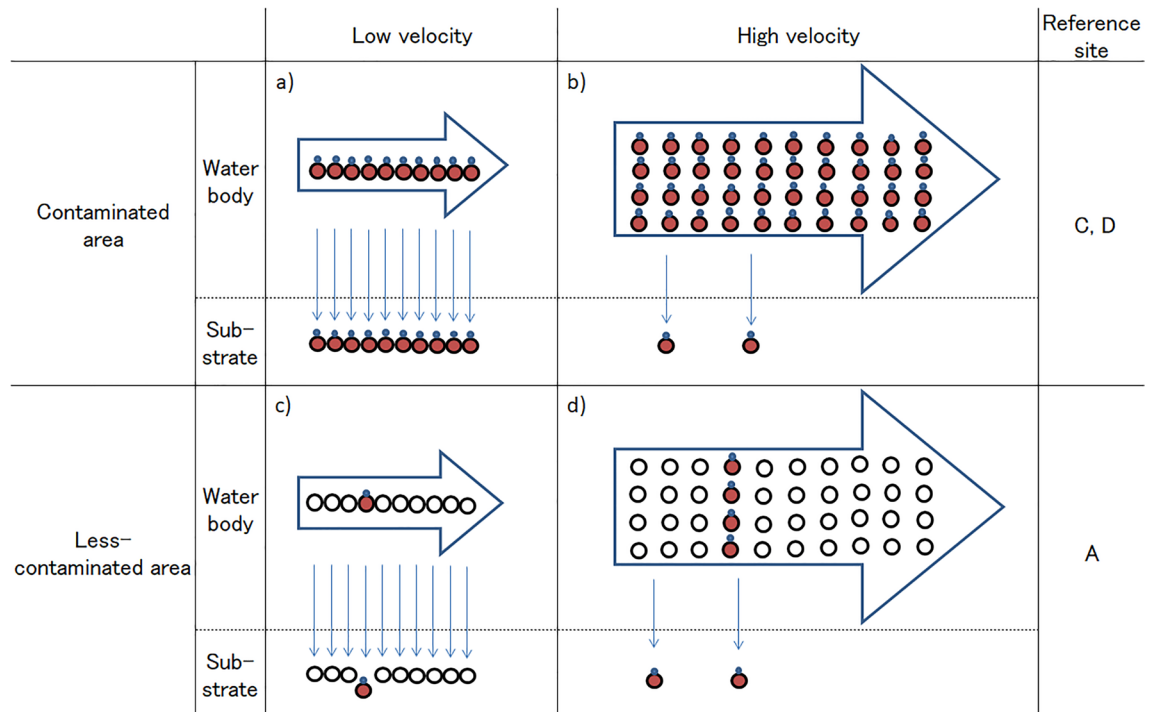 Low velocity
High velocity
Reference
site
a)
b)
Water
body
Contaminated
area
C, D
Sub-
strate
c)
d)
Water
body
Less-
contaminated area
A
Sub-
strate